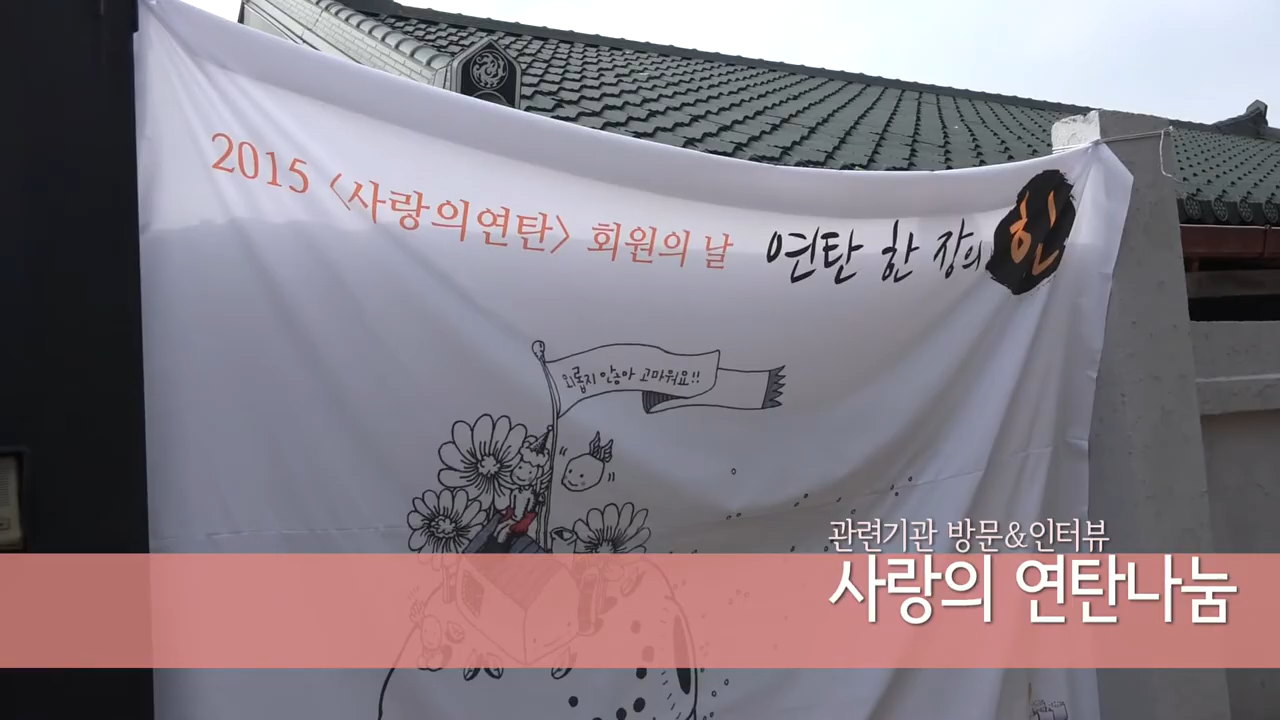 2015 <사랑의연탄> 회원의 날 연탄 한 장의 힘
외롭지 않아 고마워요!!
관련기관 방문&인터뷰
사랑의 연탄나눔